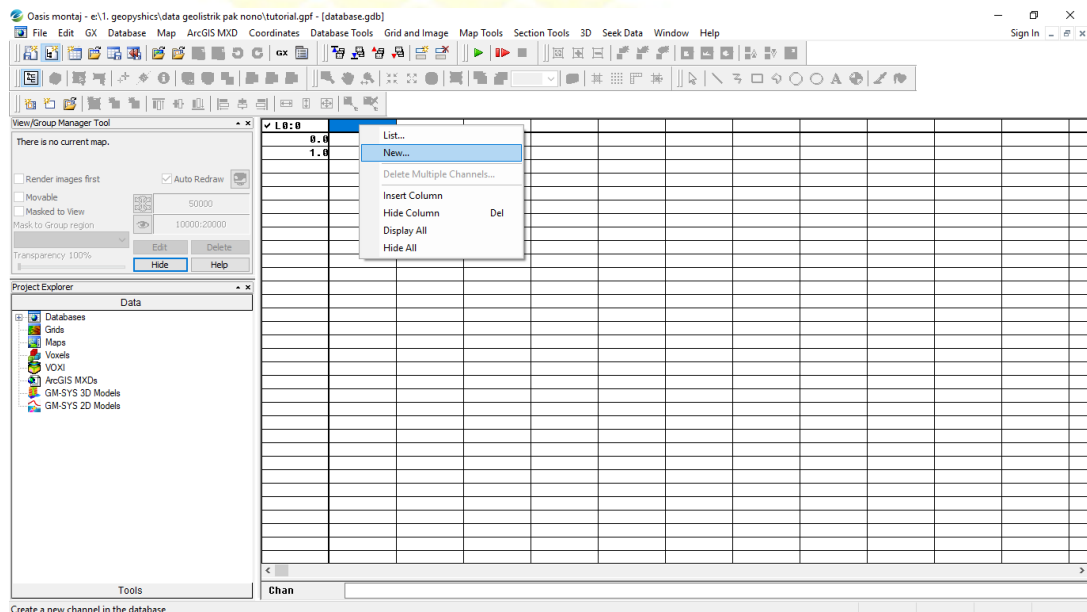 Oasis montaj - e:\1. geopyshics\data geolistrik pak nono\tutorial.gpf - [database.gdb]
File Edit GX Database Map ArcGIS MXD Coordinates Database Tools Grid and Image Map Tools Section Tools 3D Seek Data Window Help Sign In
GX
View/Group Manager Tool
There is no current map.
Render images first Auto Redraw
Movable
Masked to View
50000
Mask to Group region
10000:20000
Edit Delete
Transparency 100%
Hide Help
Project Explorer
Data
Databases
Grids
Maps
Voxels
VOXI
ArcGIS MXDs
GM-SYS 3D Models
GM-SYS 2D Models
Tools
L0:0
0.0
1.0
List...
New...
Delete Multiple Channels...
Insert Column
Hide Column Del
Display All
Hide All
Chan
Create a new channel in the database